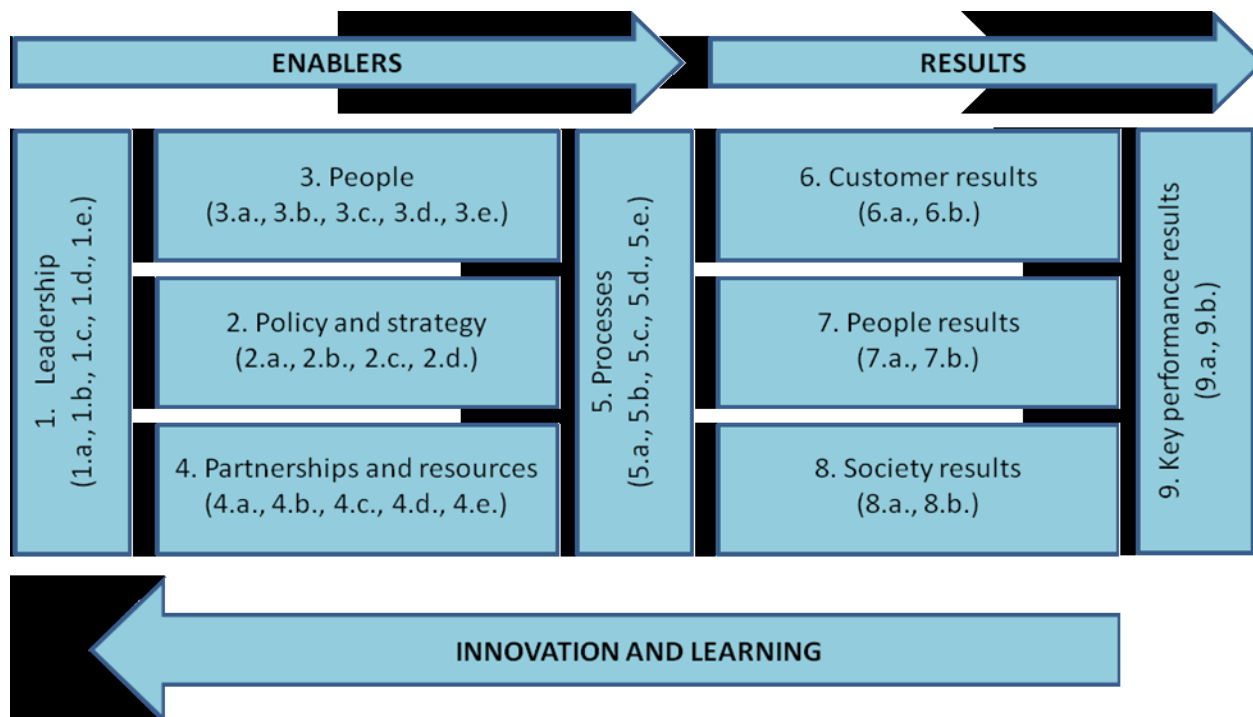 ENABLERS
RESULTS
1. Leadership
(1.a., 1.b., 1.c., 1.d., 1.e.)
3. People
(3.a., 3.b., 3.c., 3.d., 3.e.)
2. Policy and strategy
(2.a., 2.b., 2.c., 2.d.)
4. Partnerships and resources
(4.a., 4.b., 4.c., 4.d., 4.e.)
5. Processes
(5.a., 5.b., 5.c., 5.d., 5.e.)
6. Customer results
(6.a., 6.b.)
7. People results
(7.a., 7.b.)
8. Society results
(8.a., 8.b.)
9. Key performance results
(9.a., 9.b.)
INNOVATION AND LEARNING